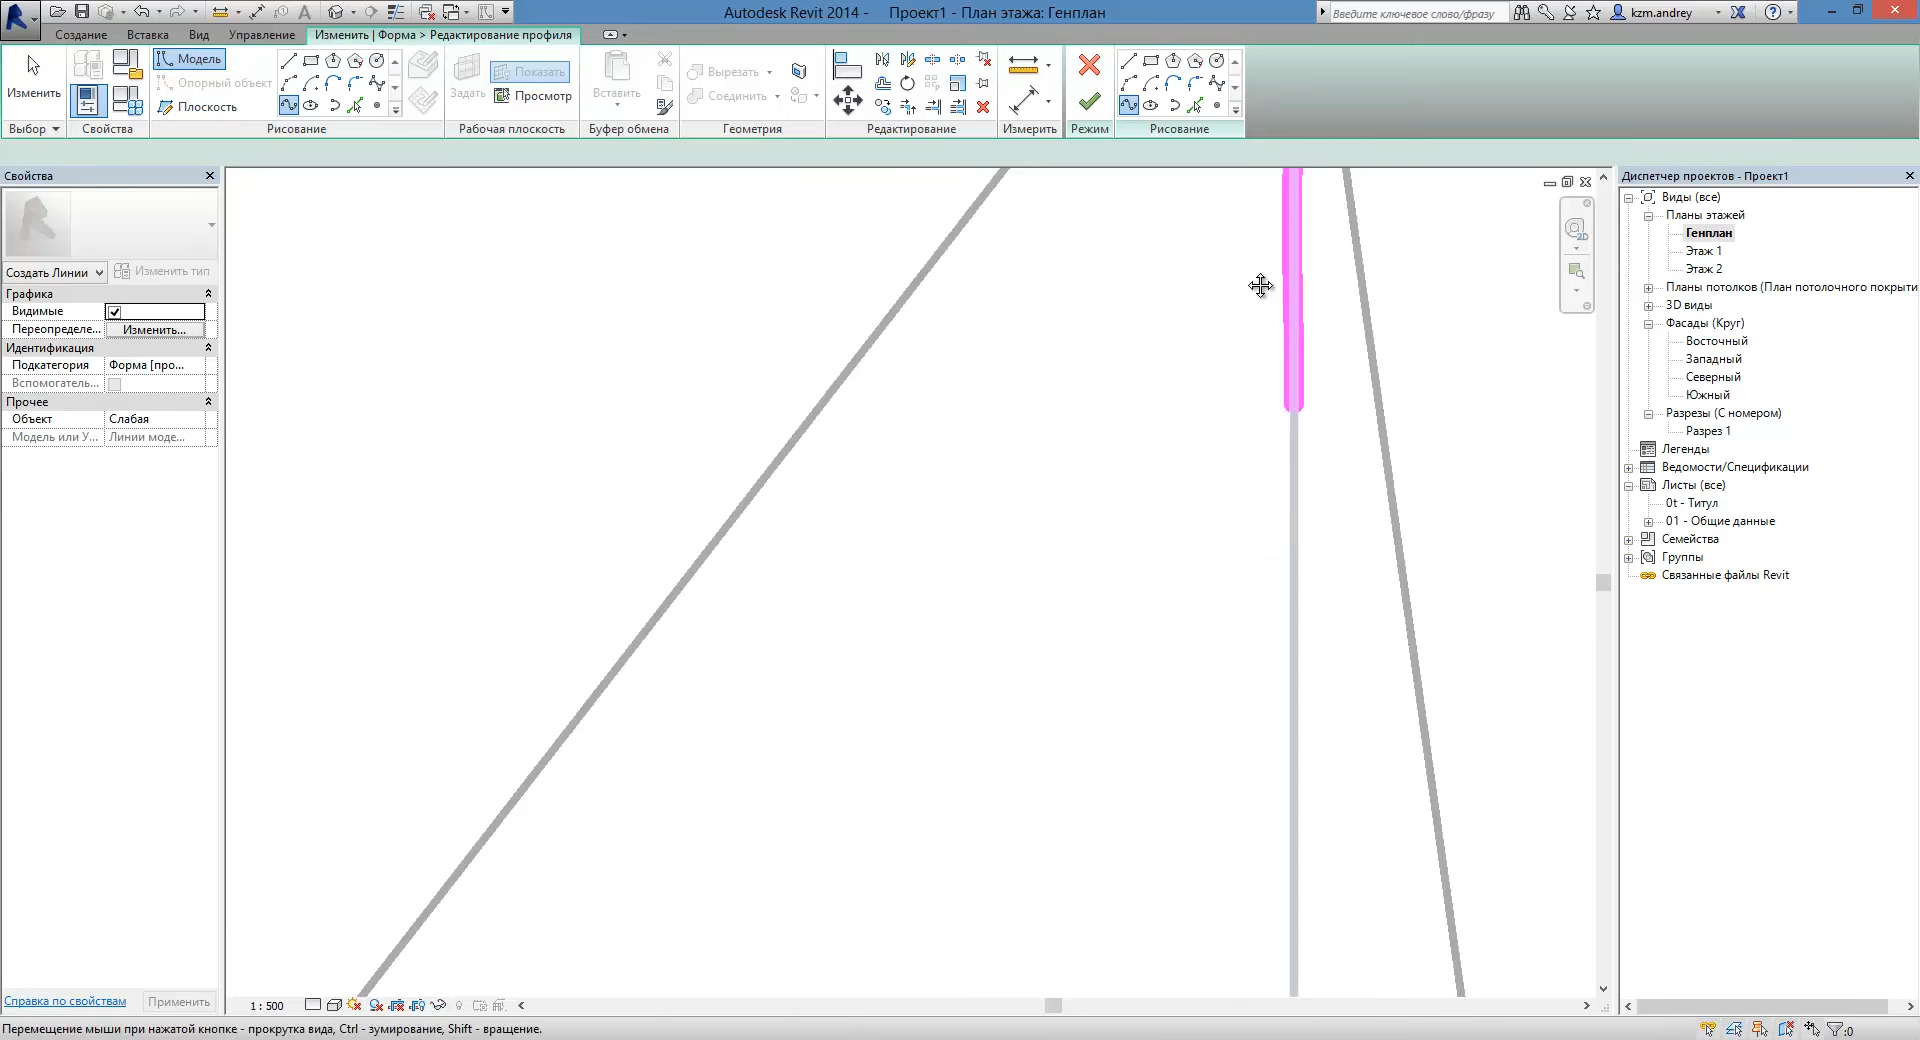 Autodesk Revit 2014 - Проект1 - План этажа: Генплан
Введите ключевое слово/фразу
kzm.andrey
Создание Вставка Вид Управление Изменить | Форма > Редактирование профиля
Изменить
Модель
Опорный объект
Плоскость
Задать
Показать
Просмотр
Вставить
Вырезать
Соединить
Выбор
Свойства
Рисование
Рабочая плоскость
Буфер обмена
Геометрия
Редактирование
Измерить
Режим
Рисование
Свойства
Создать Линии
Изменить тип
Графика
Видимые
Переопределе... Изменить...
Идентификация
Подкатегория Форма [про...
Вспомогатель...
Прочее
Объект Слабая
Модель или У... Линии моде...
Справка по свойствам
Применить
2D
Диспетчер проектов - Проект1
Виды (все)
Планы этажей
Генплан
Этаж 1
Этаж 2
Планы потолков (План потолочного покрыти
3D виды
Фасады (Круг)
Восточный
Западный
Северный
Южный
Разрезы (С номером)
Разрез 1
Легенды
Ведомости/Спецификации
Листы (все)
0t - Титул
01 - Общие данные
Семейства
Группы
Связанные файлы Revit
1 : 500
Перемещение мыши при нажатой кнопке - прокрутка вида, Ctrl - зумирование, Shift - вращение.
:0